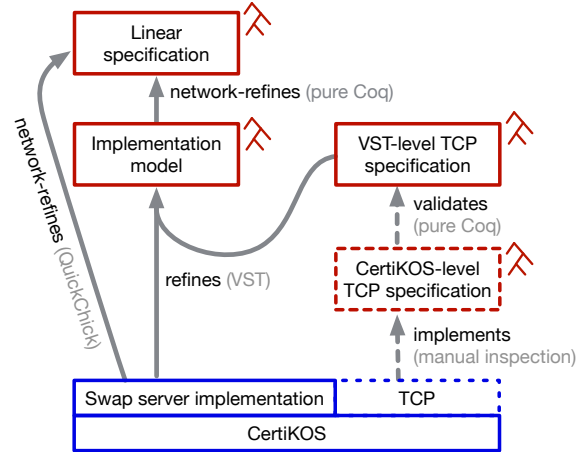 Linear
specification
network-refines (pure Coq)
Implementation
model
VST-level TCP
specification
network-refines
(QuickChick)
validates
(pure Coq)
refines (VST)
CertiKOS-level
TCP specification
implements
(manual inspection)
Swap server implementation
TCP
CertiKOS